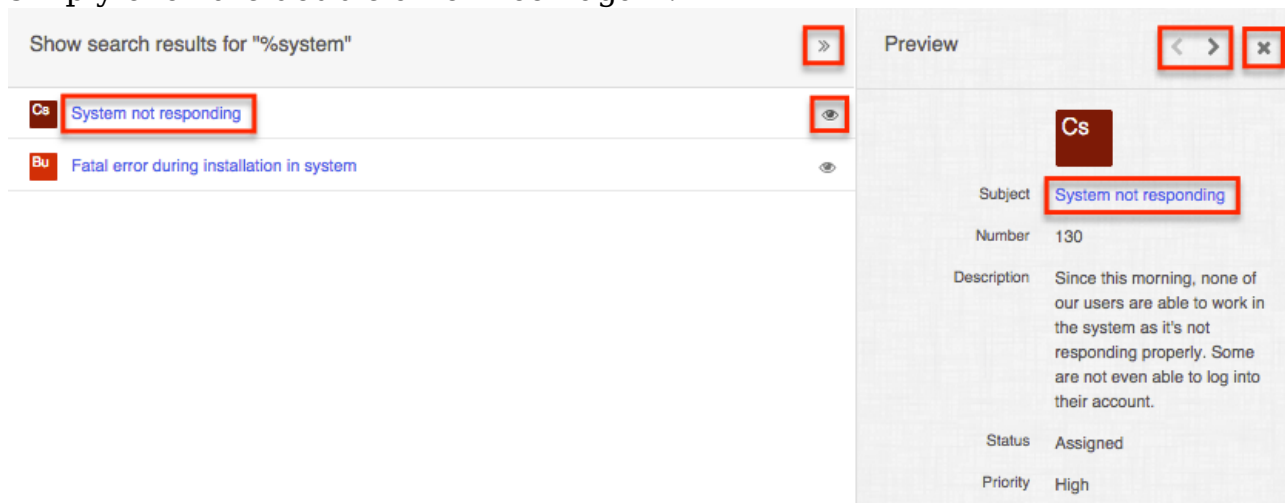 Show search results for "%system"
»
Preview
Cs
System not responding
Bu
Fatal error during installation in system
Cs
Subject System not responding
Number 130
Description Since this morning, none of
our users are able to work in
the system as it's not
responding properly. Some
are not even able to log into
their account.
Status Assigned
Priority High